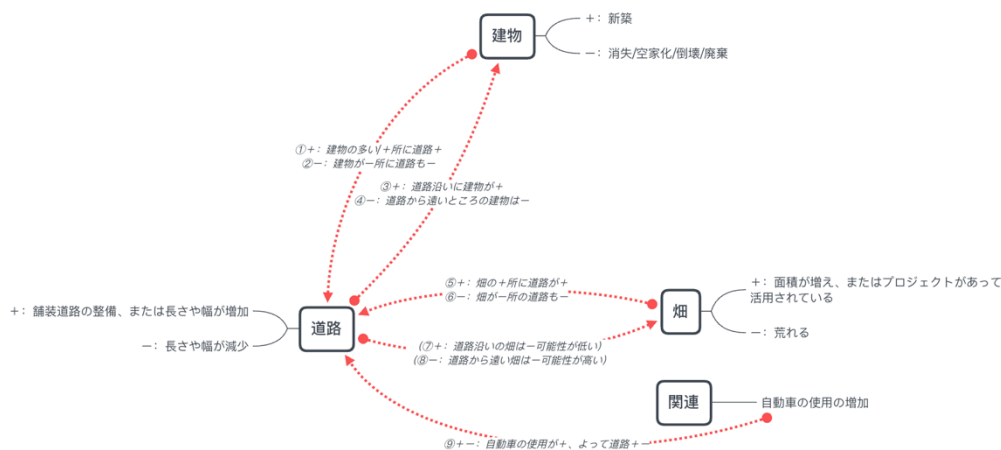 建物
＋：新築
ー：消失/空家化/倒壊/廃棄
①＋：建物の多い/＋所に道路＋
②ー：建物がー所に道路もー
③＋：道路沿いに建物が＋
④ー：道路から遠いところの建物はー
⑤＋：畑の＋所に道路が＋
⑥ー：畑がー所の道路もー
畑
＋：面積が増え、またはプロジェクトがあって
活用されている
ー：荒れる
＋：舗装道路の整備、または長さや幅が増加
ー：長さや幅が減少
道路
(⑦＋：道路沿いの畑はー可能性が低い)
(⑧ー：道路から遠い畑はー可能性が高い)
関連
自動車の使用の増加
⑨＋ー：自動車の使用が＋、よって道路＋ー